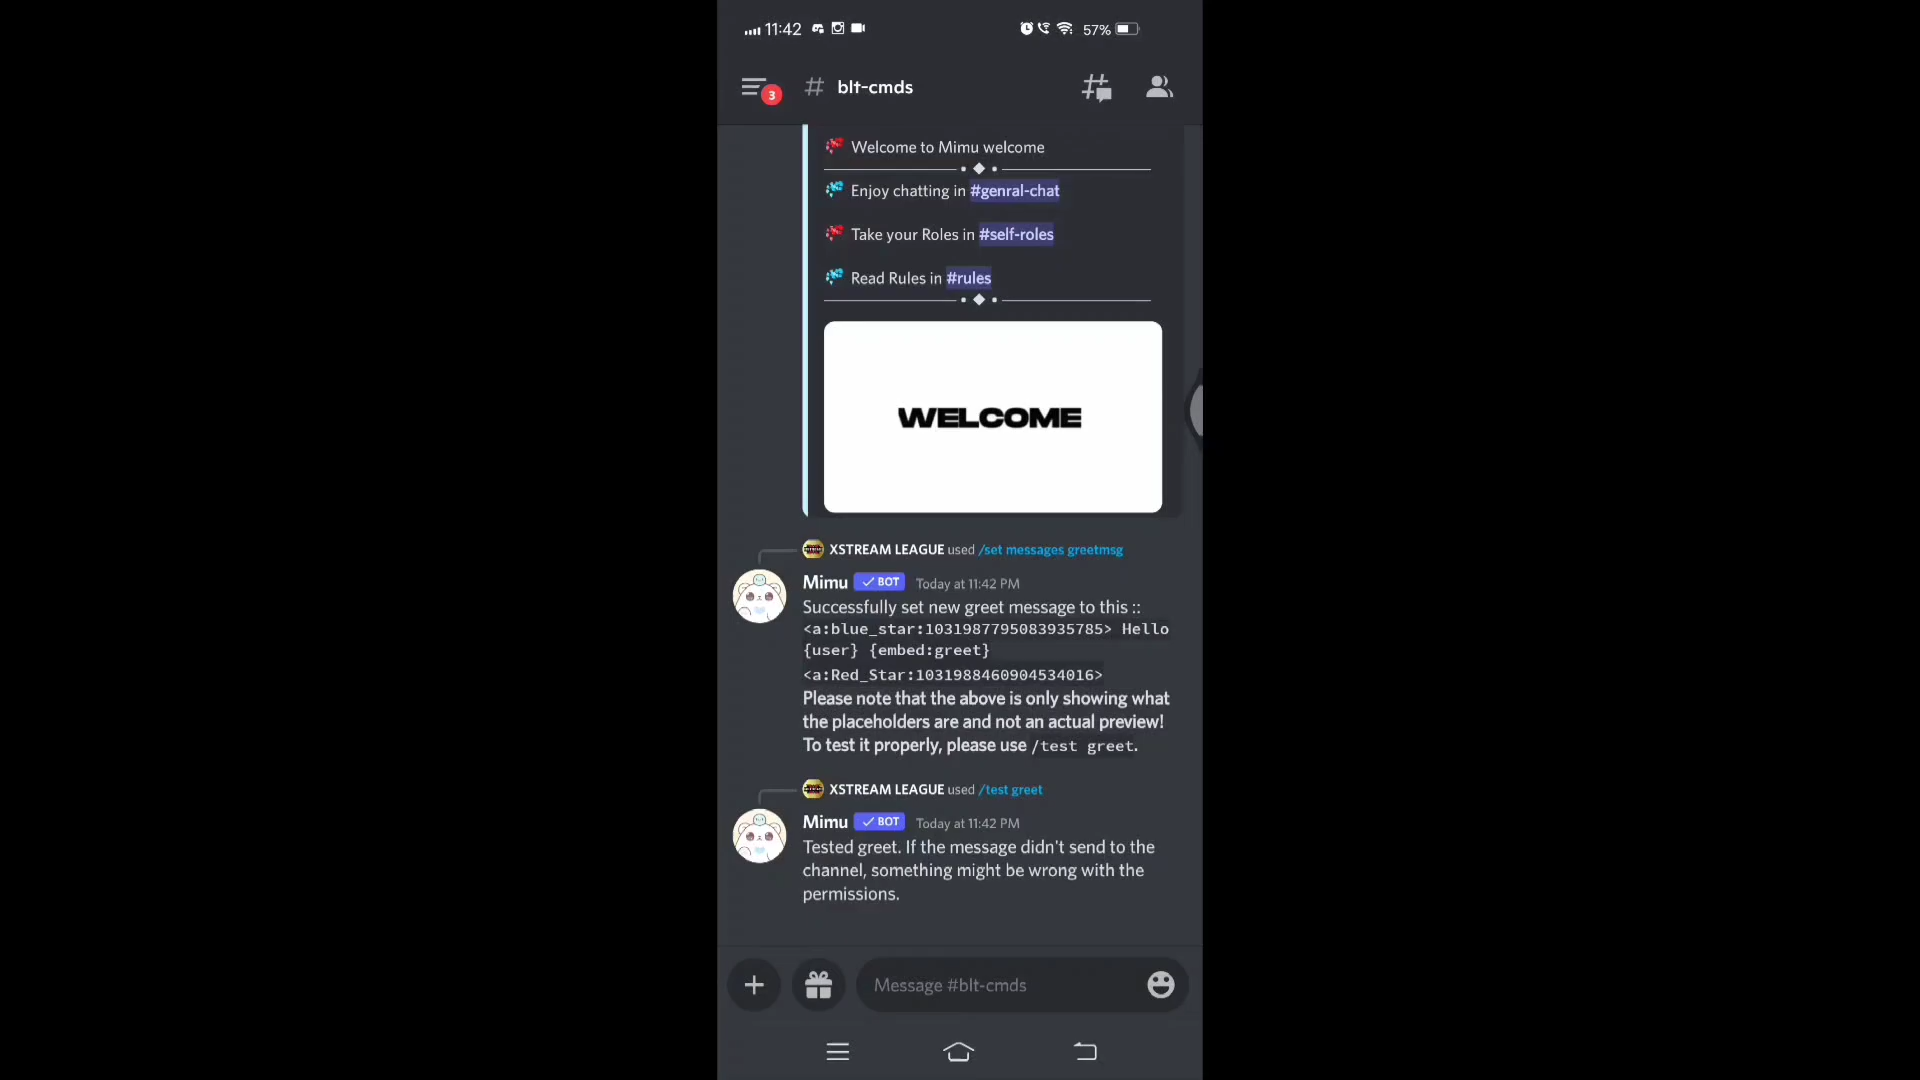 11:42
57%
3
# blt-cmds
Welcome to Mimu welcome
Enjoy chatting in #genral-chat
Take your Roles in #self-roles
Read Rules in #rules
WELCOME
XSTREAM LEAGUE used /set messages greetmsg
Mimu BOT Today at 11:42 PM
Successfully set new greet message to this ::
<a:blue_star:1031987795083935785> Hello
{user} {embed:greet}
<a:Red_Star:1031988460904534016>
Please note that the above is only showing what
the placeholders are and not an actual preview!
To test it properly, please use /test greet.
XSTREAM LEAGUE used /test greet
Mimu BOT Today at 11:42 PM
Tested greet. If the message didn't send to the
channel, something might be wrong with the
permissions.
Message #blt-cmds